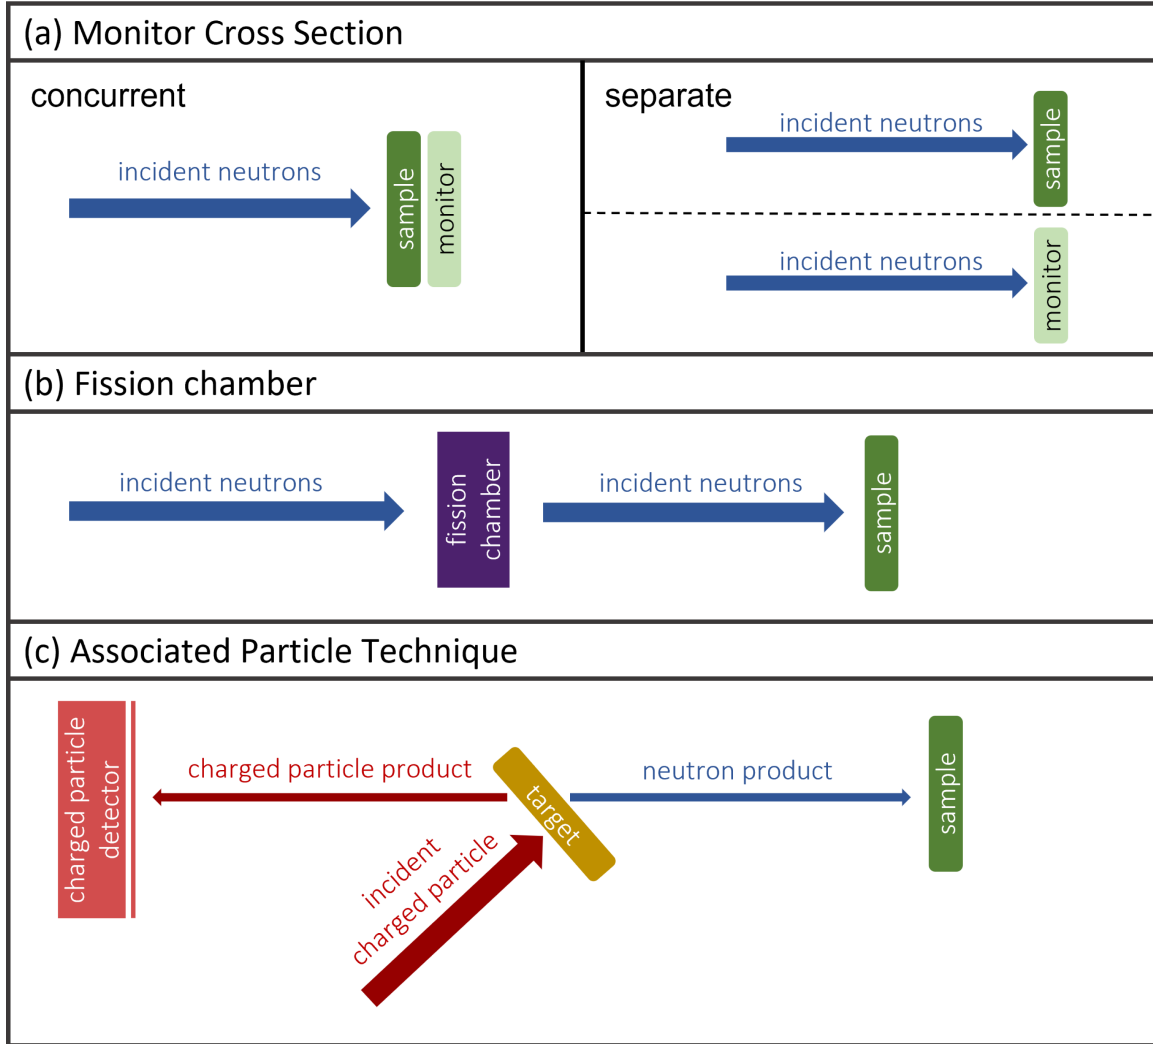 (a) Monitor Cross Section
concurrent
incident neutrons
sample
monitor
separate
incident neutrons
sample
incident neutrons
monitor
(b) Fission chamber
incident neutrons
fission
chamber
incident neutrons
sample
(c) Associated Particle Technique
charged particle
detector
charged particle product
target
incident
charged particle
neutron product
sample